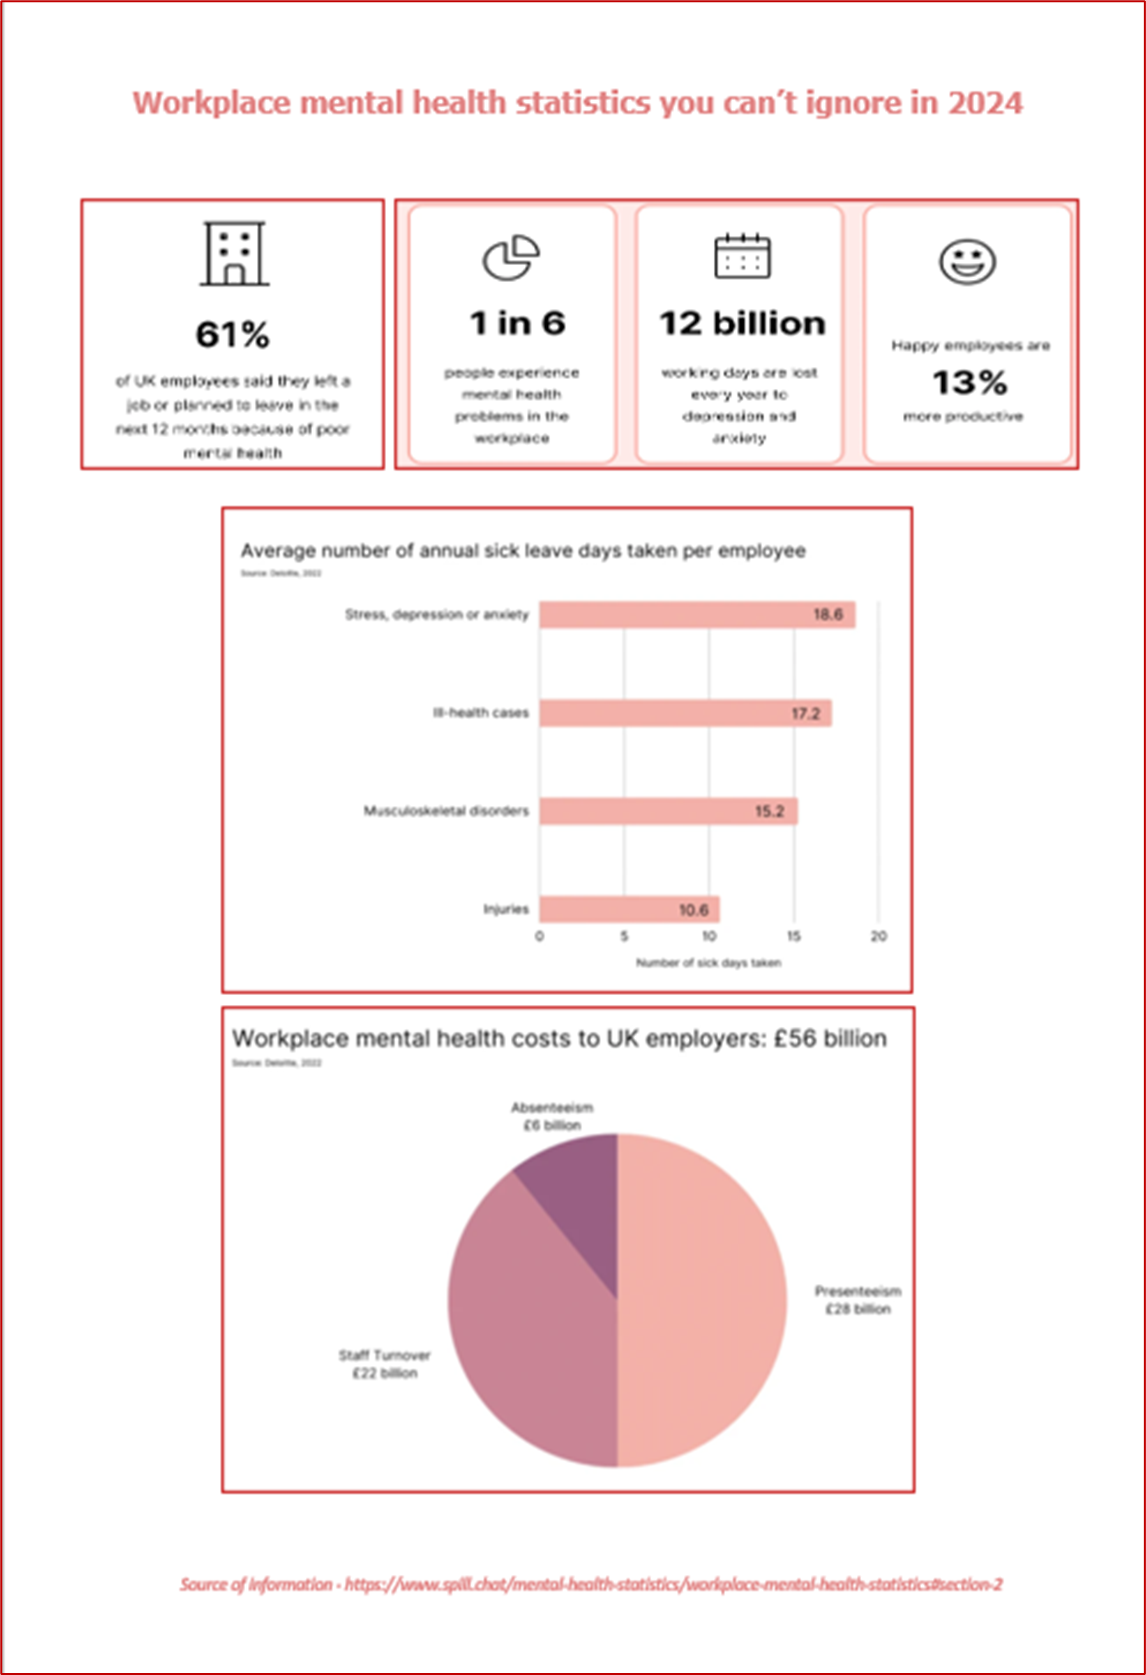 Workplace mental health statistics you can't ignore in 2024
61%
of UK employees said they left a
job or planned to leave in the
next 12 months because of poor
mental health
1 in 6
people experience
mental health
problems in the
workplace
12 billion
working days are lost
every year to
depression and
anxiety
Happy employees are
13%
more productive
Average number of annual sick leave days taken per employee
Source: Deloitte, 2022
Stress, depression or anxiety
18.6
Ill-health cases
17.2
Musculoskeletal disorders
15.2
Injuries
10.6
0 5 10 15 20
Number of sick days taken
Workplace mental health costs to UK employers: £56 billion
Source: Deloitte, 2022
Absenteeism
£6 billion
Presenteeism
£28 billion
Staff Turnover
£22 billion
Source of Information - https://www.spill.chat/mental-health-statistics/workplace-mental-health-statistics#section-2